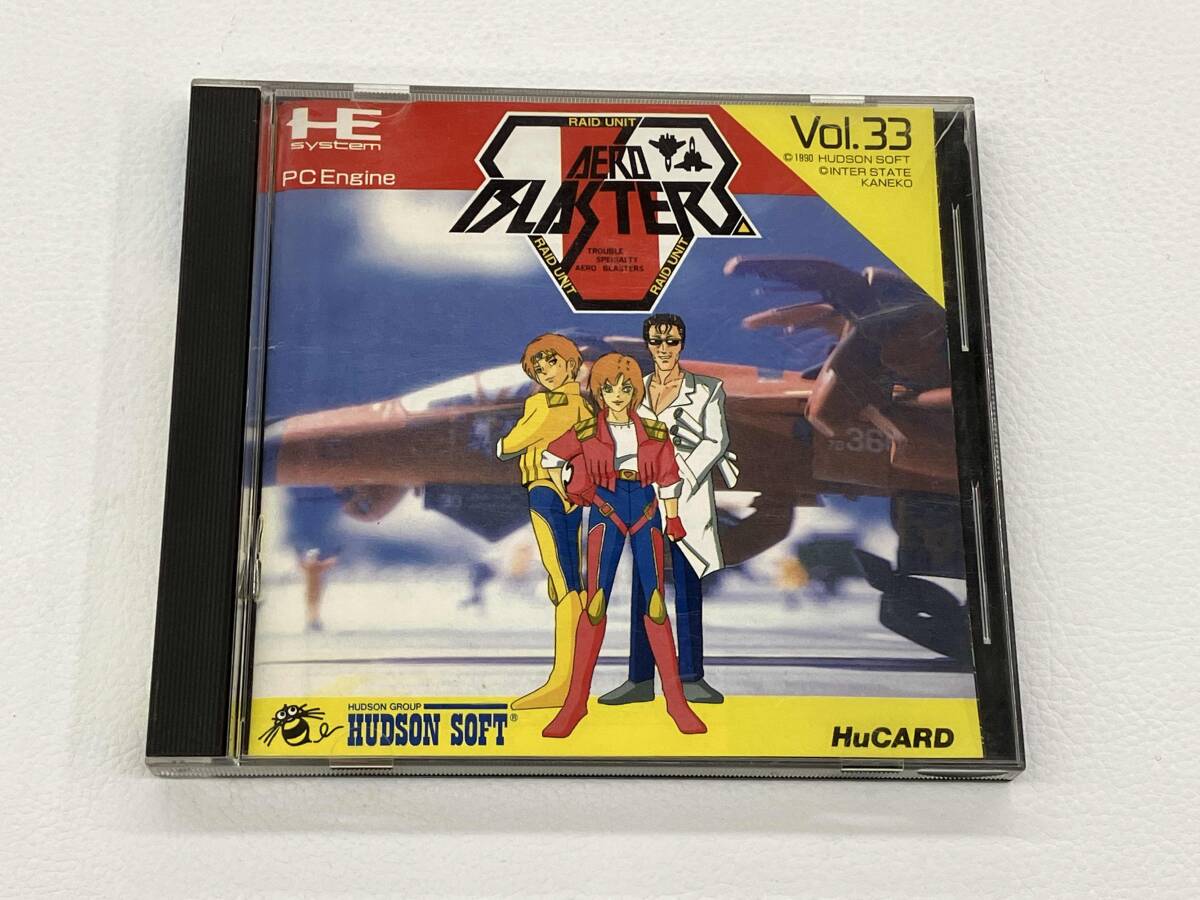 HE
system
PC Engine
RAID UNIT
AERO
BLASTERS
RAID UNIT
RAID UNIT
TROUBLE
SPECIALTY
AERO BLASTERS
Vol.33
©1990 HUDSON SOFT
©INTER STATE
KANEKO
36
HUDSON GROUP
HUDSON SOFT®
HuCARD